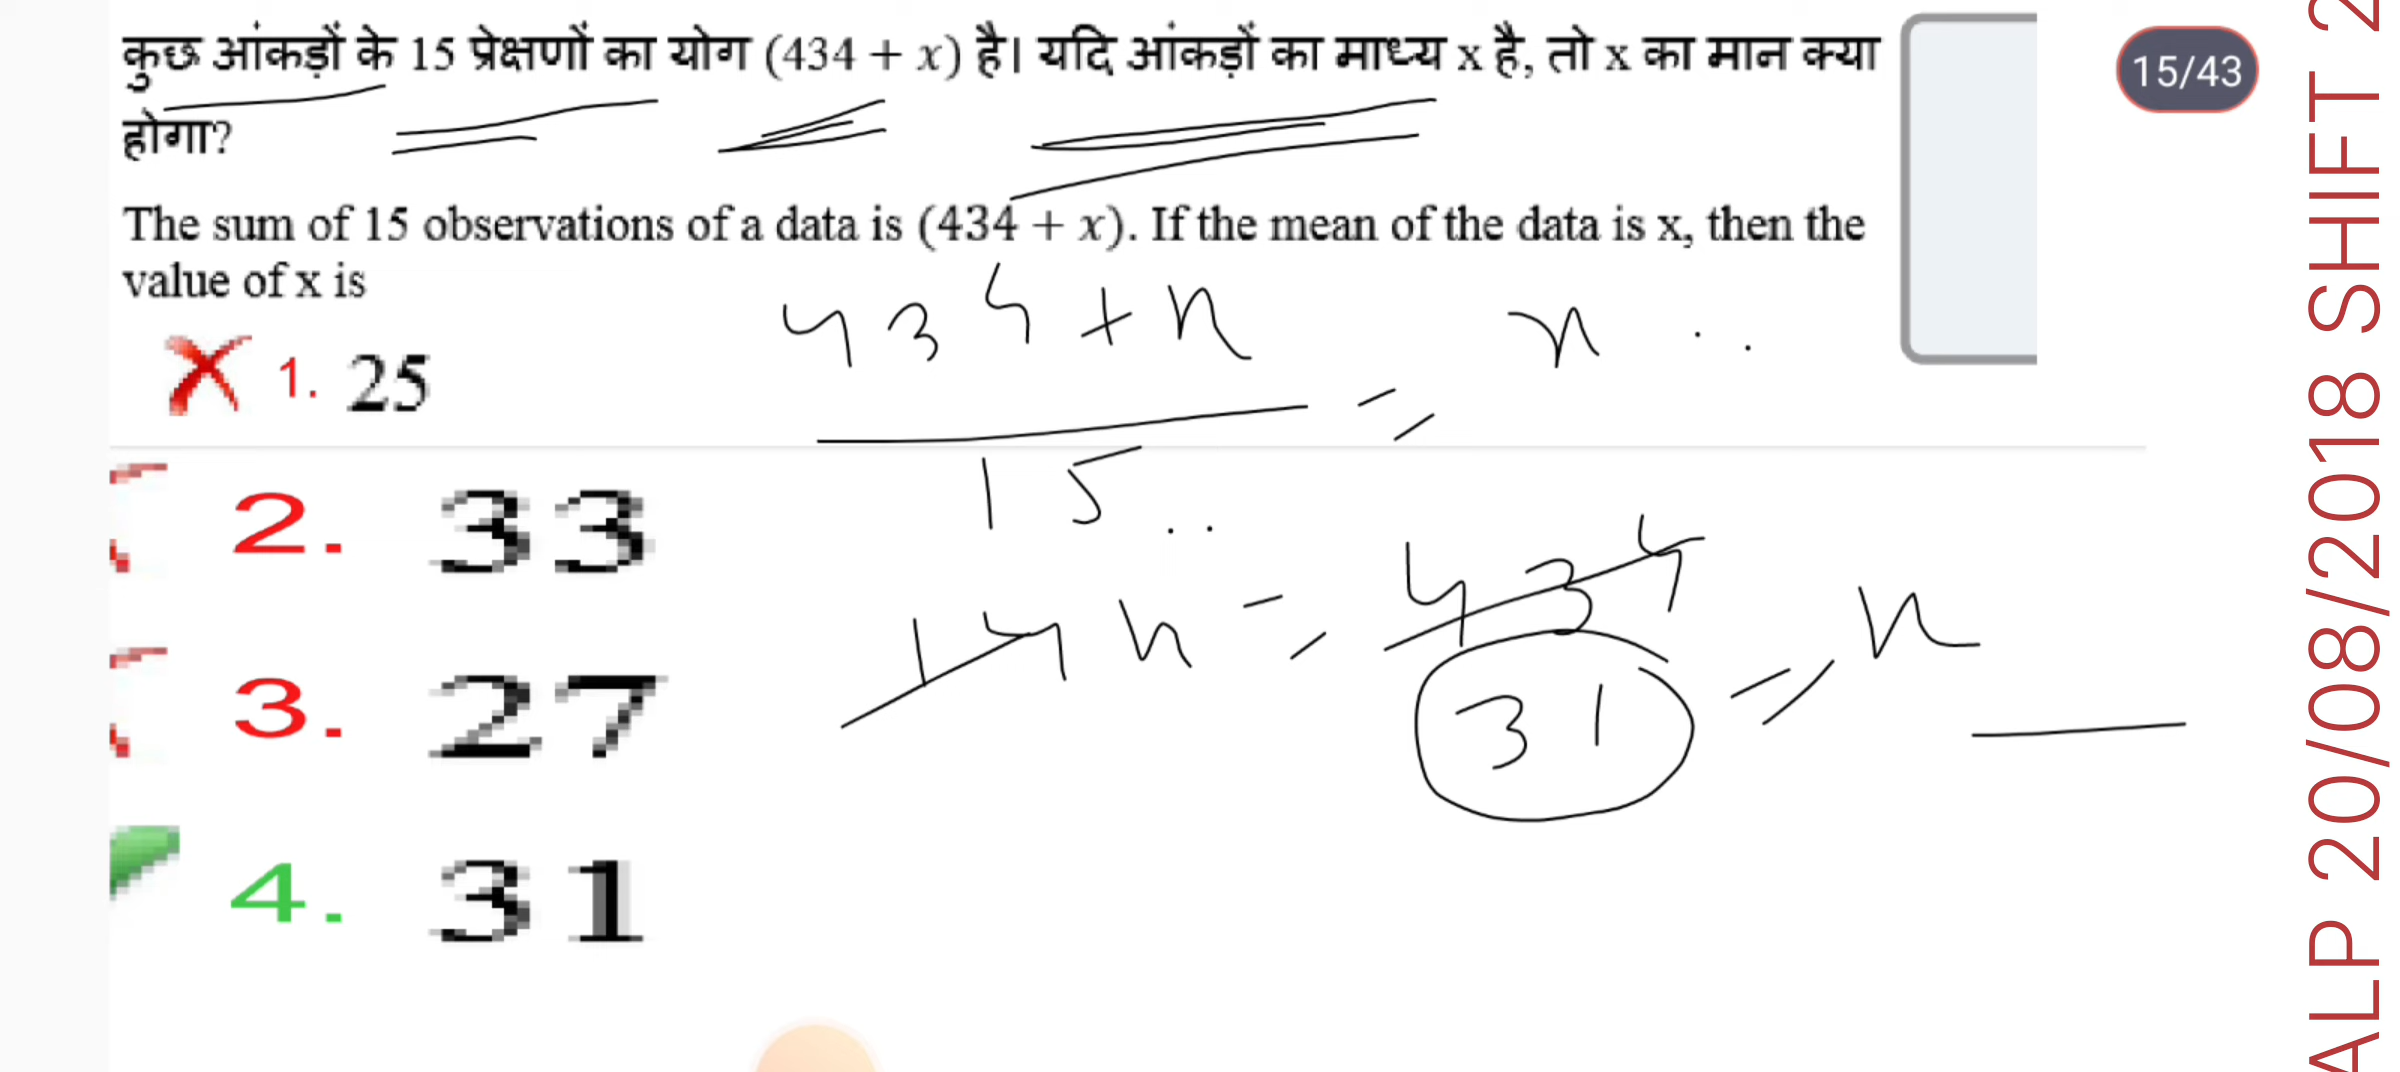 कुछ आंकड़ों के 15 प्रेक्षणों का योग (434 + x) है। यदि आंकड़ों का माध्य x है, तो x का मान क्या
होगा?
The sum of 15 observations of a data is (434 + x). If the mean of the data is x, then the
value of x is
434 + x = x
15
1. 25
2. 33
14x = 434
3. 27
31 = x
4. 31
15/43
ALP 20/08/2018 SHIFT 2